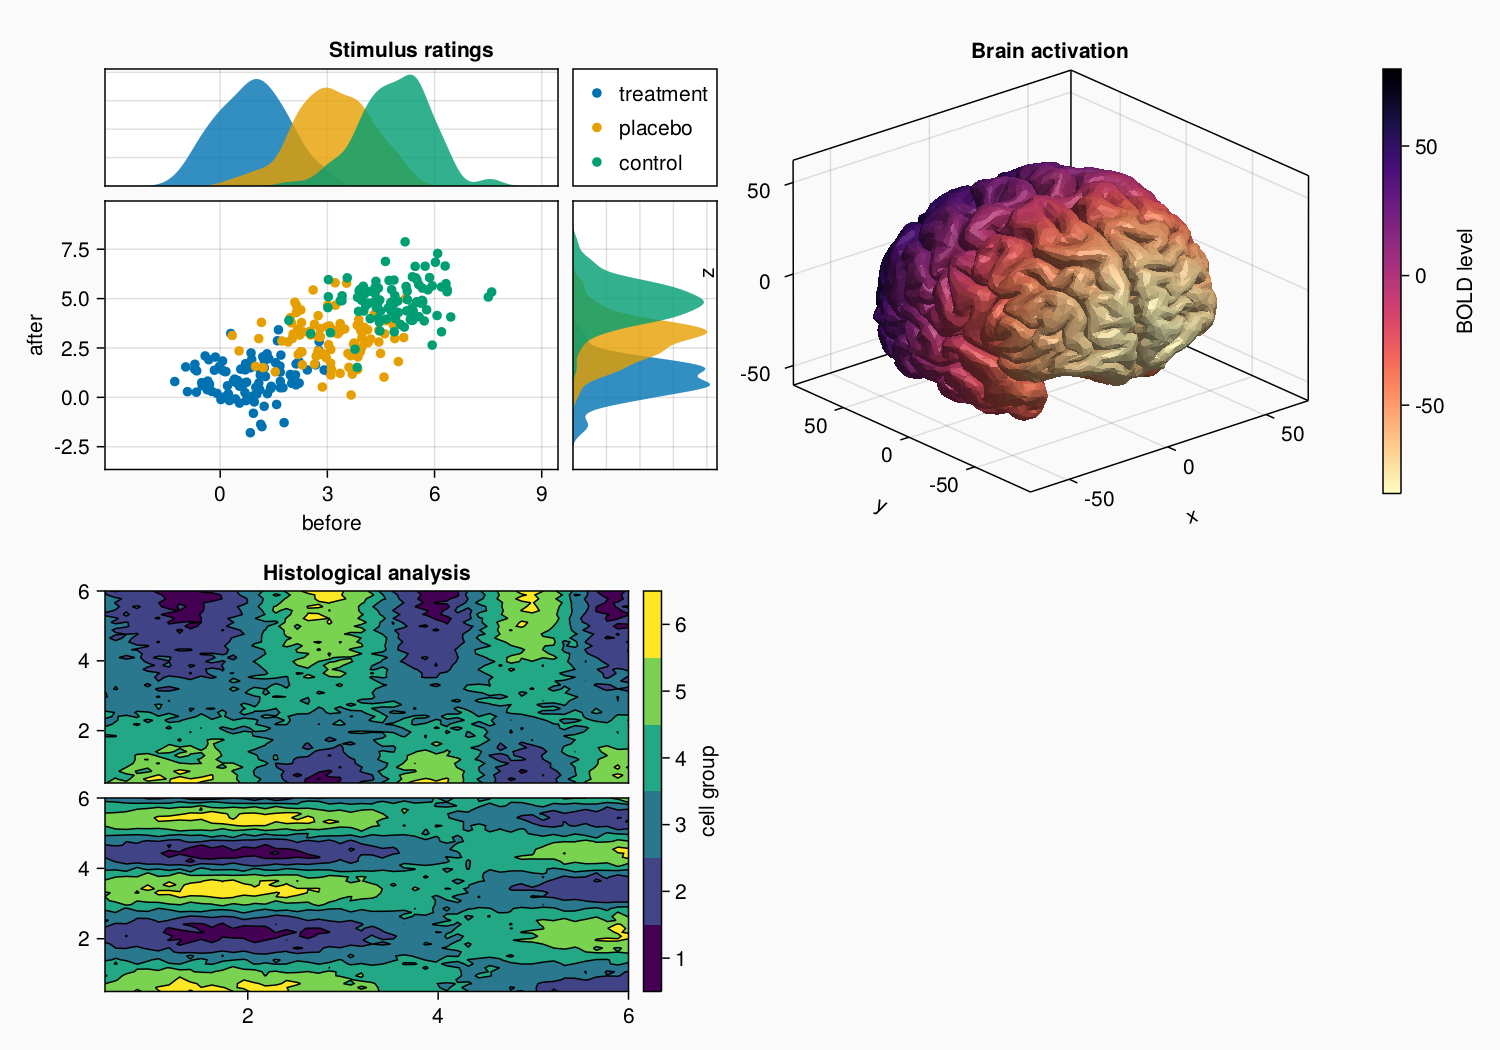 Stimulus ratings
treatment
placebo
control
after
7.5
5.0
2.5
0.0
-2.5
0
3
6
9
before
Brain activation
z
50
0
-50
50
0
-50
y
-50
0
50
x
50
0
-50
BOLD level
Histological analysis
6
4
2
6
4
2
2
4
6
6
5
4
3
2
1
cell group